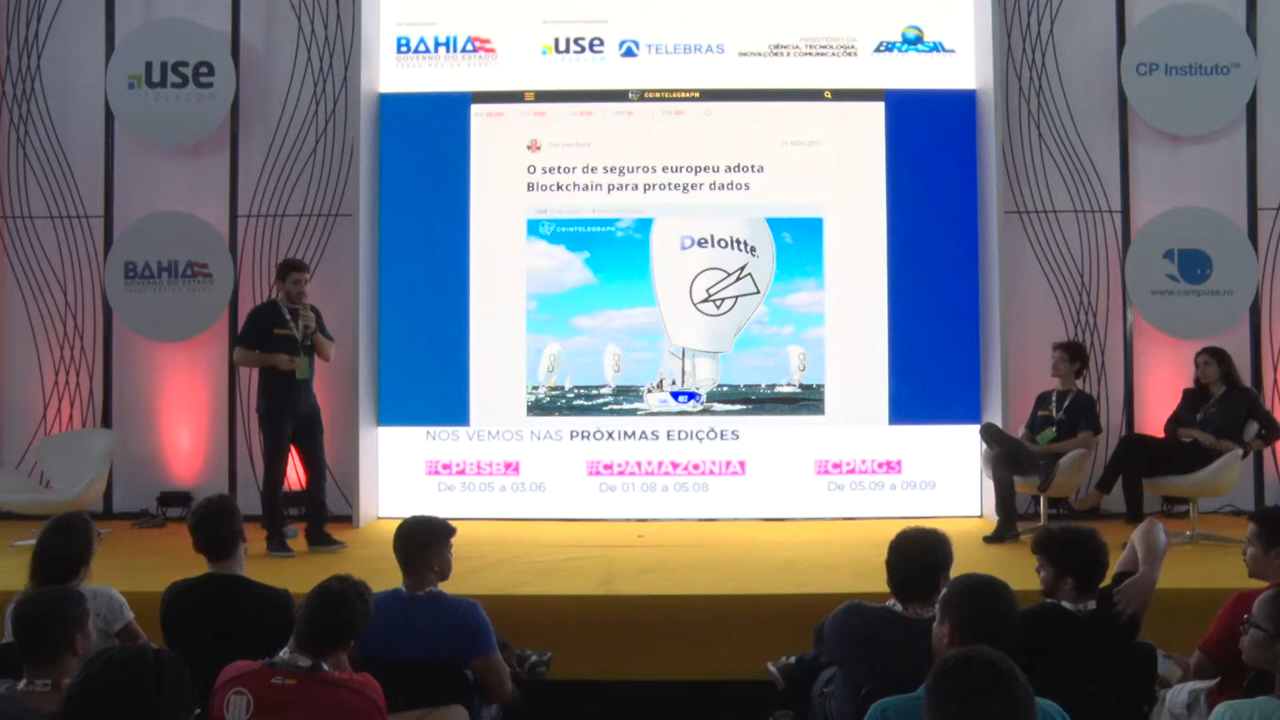 BAHIA
GOVERNO DO ESTADO
use
TELECOM
TELEBRAS
MINISTÉRIO DA
CIÊNCIA, TECNOLOGIA,
INOVAÇÕES E COMUNICAÇÕES
BRASIL
use
TELECOM
CP Instituto™
COINTELEGRAPH
O setor de seguros europeu adota
Blockchain para proteger dados
COINTELEGRAPH
Deloitte.
BAHIA
GOVERNO DO ESTADO
www.campuse.ro
NOS VEMOS NAS PRÓXIMAS EDIÇÕES
#CPBSB2
De 30.05 a 03.06
#CPAMAZONIA
De 01.08 a 05.08
#CPMG3
De 05.09 a 09.09